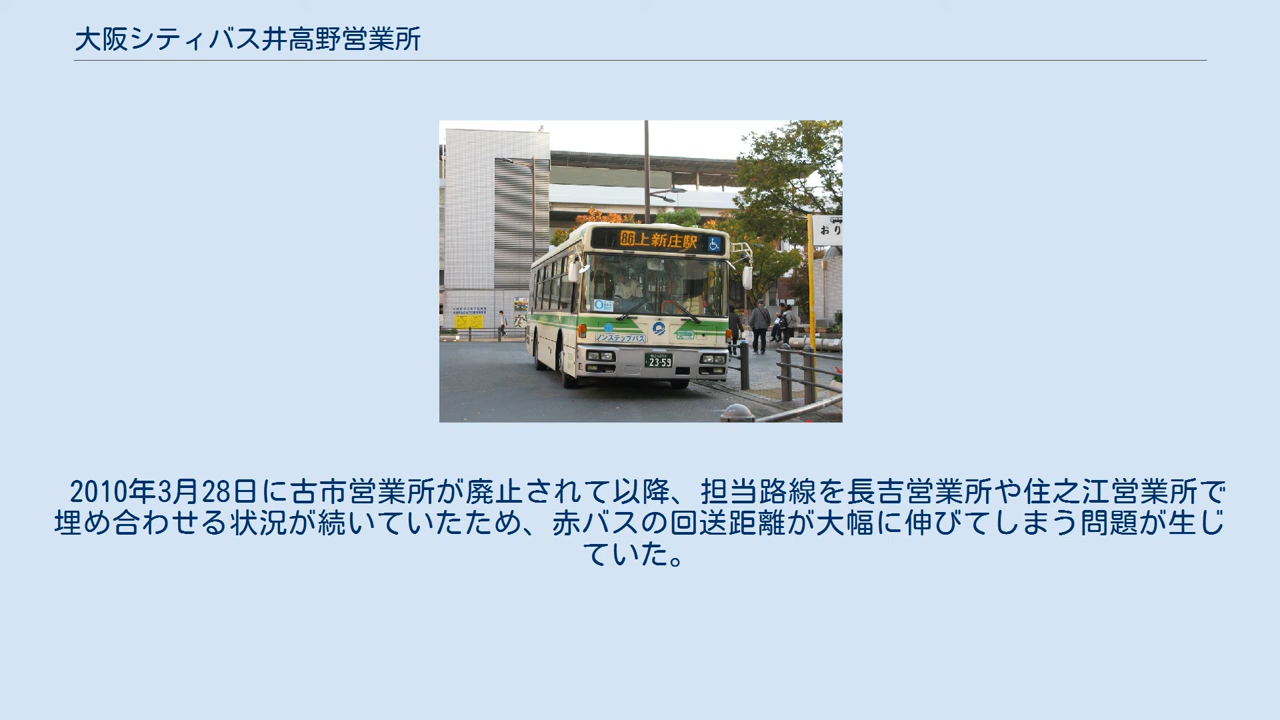 大阪シティバス井高野営業所
86上新庄駅
おり
ノンステップバス
23-59
2010年3月28日に古市営業所が廃止されて以降、担当路線を長吉営業所や住之江営業所で
埋め合わせる状況が続いていたため、赤バスの回送距離が大幅に伸びてしまう問題が生じ
ていた。